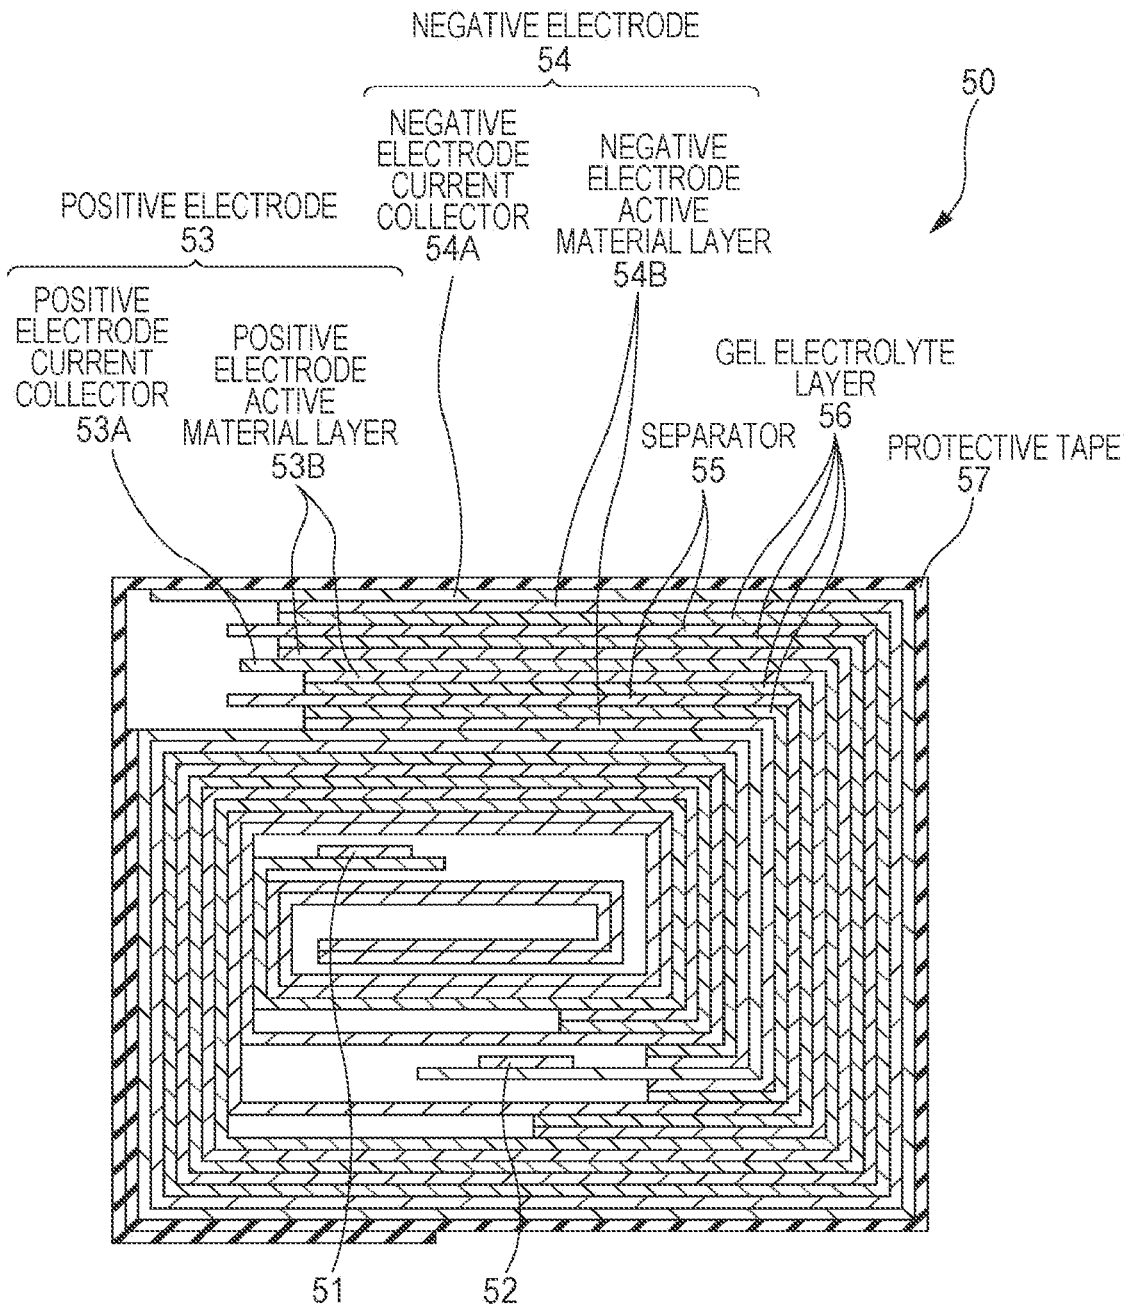 NEGATIVE ELECTRODE
54
50
NEGATIVE
ELECTRODE
CURRENT
COLLECTOR
54A
NEGATIVE
ELECTRODE
ACTIVE
MATERIAL LAYER
54B
POSITIVE ELECTRODE
53
POSITIVE
ELECTRODE
CURRENT
COLLECTOR
53A
POSITIVE
ELECTRODE
ACTIVE
MATERIAL LAYER
53B
GEL ELECTROLYTE
LAYER
56
SEPARATOR
55
PROTECTIVE TAPE
57
51
52